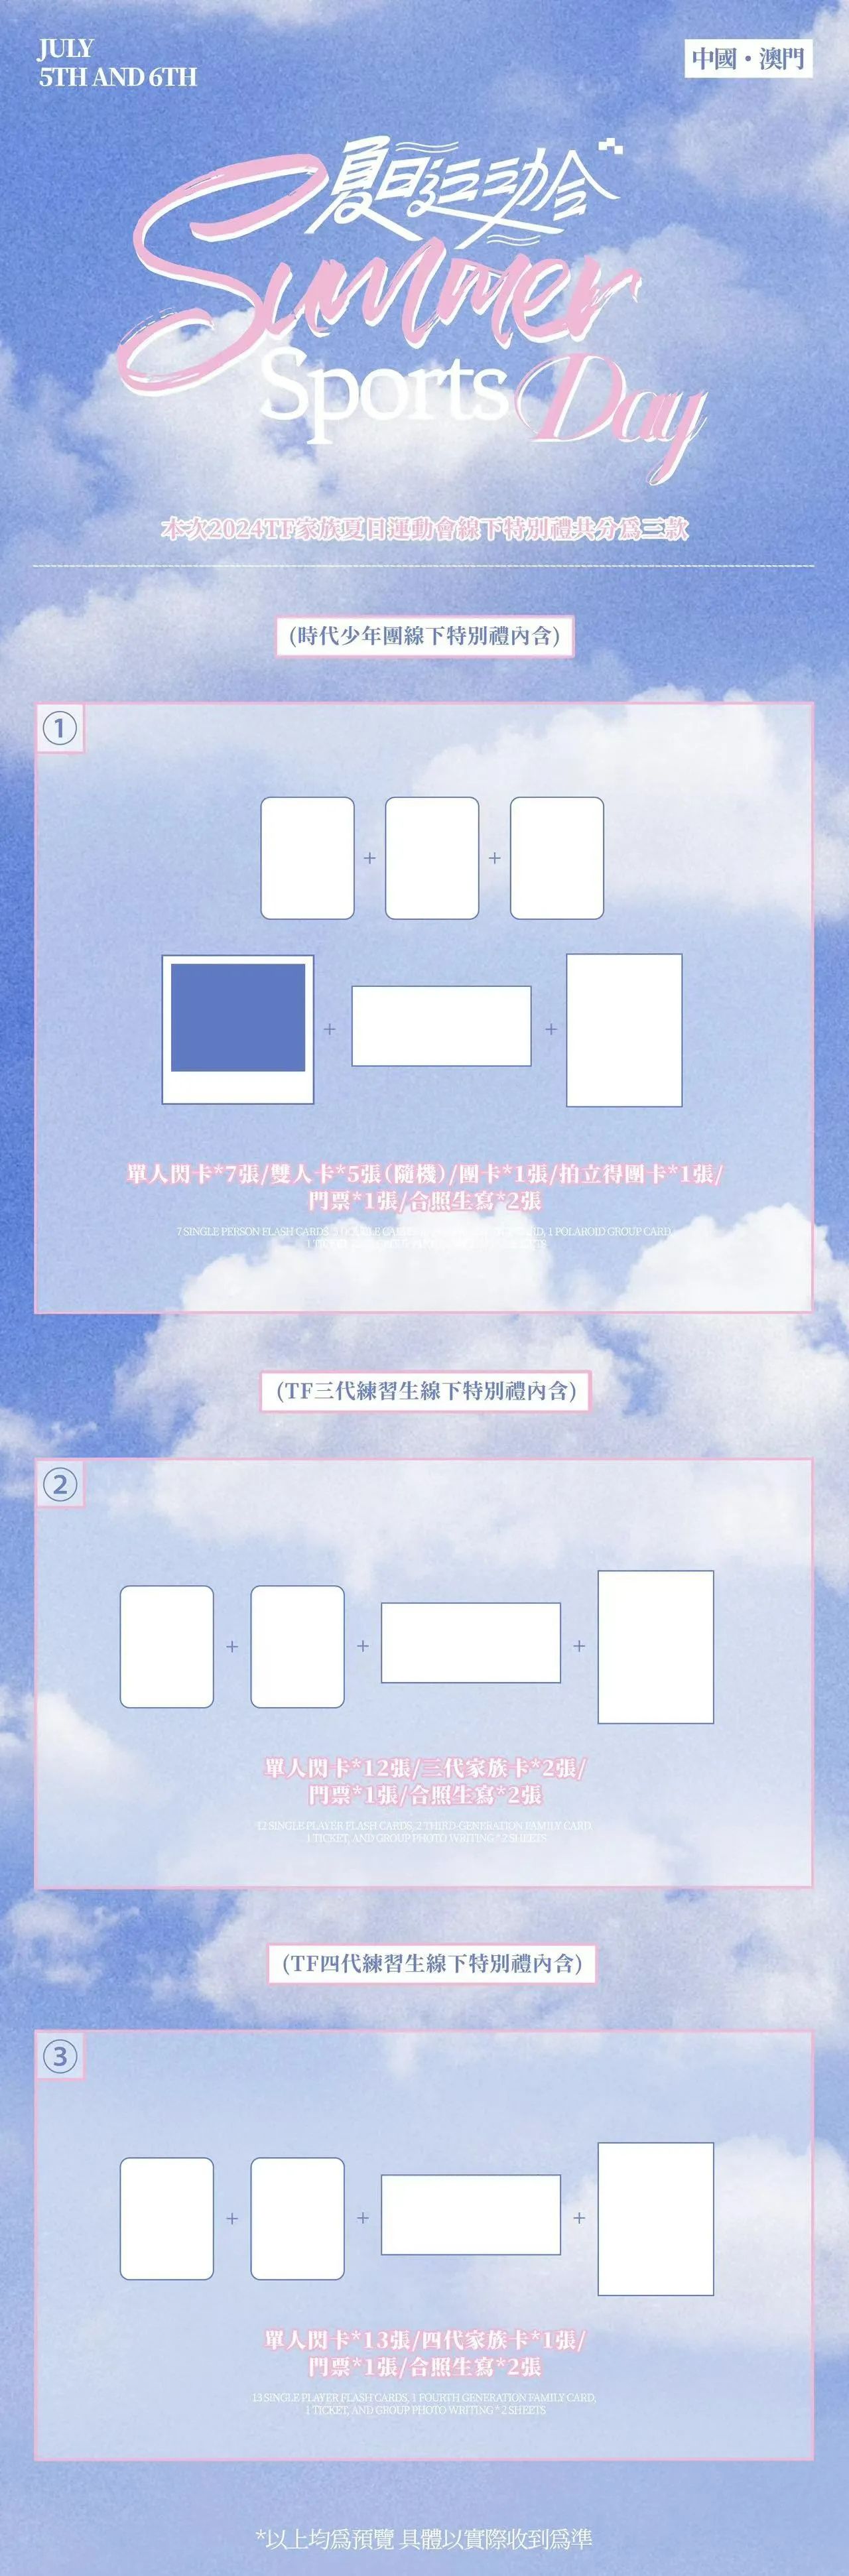 JULY
5TH AND 6TH
中國・澳門
夏日运动会
Summer
Sports Day
本次2024TF家族夏日運動會線下特別禮共分爲三款
(時代少年團線下特別禮內含)
①
+ +
+ +
單人閃卡*7張/雙人卡*5張(隨機)/團卡*1張/拍立得團卡*1張/
門票*1張/合照生寫*2張
7 SINGLE PERSON FLASH CARDS, 1 POLAROID GROUP CARD,
(TF三代練習生線下特別禮內含)
②
+ + +
單人閃卡*12張/三代家族卡*2張/
門票*1張/合照生寫*2張
12 SINGLE PLAYER FLASH CARDS, 2 THIRD-GENERATION FAMILY CARD
1 TICKET, AND GROUP PHOTO WRITING * 2 SHEETS
(TF四代練習生線下特別禮內含)
③
+ + +
單人閃卡*13張/四代家族卡*1張/
門票*1張/合照生寫*2張
13 SINGLE PLAYER FLASH CARDS, 1 FOURTH GENERATION FAMILY CARD,
1 TICKET, AND GROUP PHOTO WRITING * 2 SHEETS
*以上均爲預覽 具體以實際收到爲準